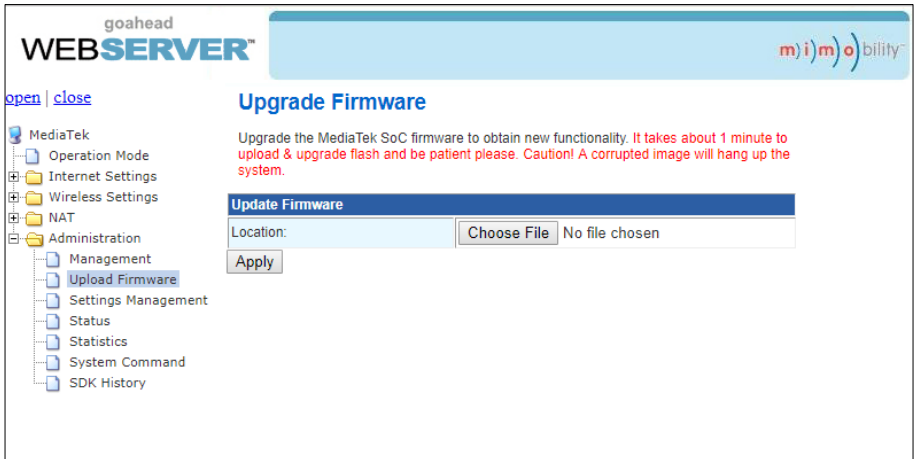 goahead
WEBSERVER™
m)i)m)o)bility™
open | close
MediaTek
Operation Mode
Internet Settings
Wireless Settings
NAT
Administration
Management
Upload Firmware
Settings Management
Status
Statistics
System Command
SDK History
Upgrade Firmware
Upgrade the MediaTek SoC firmware to obtain new functionality. It takes about 1 minute to
upload & upgrade flash and be patient please. Caution! A corrupted image will hang up the
system.
Update Firmware
Location: Choose File No file chosen
Apply